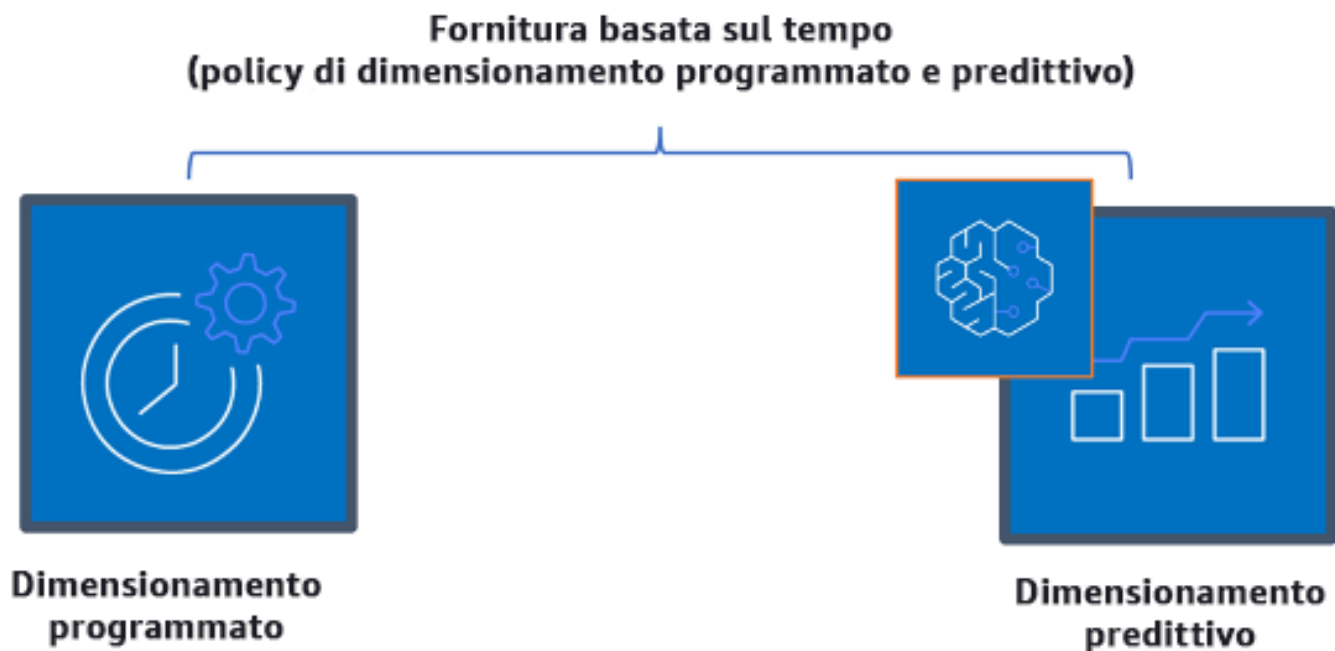 Fornitura basata sul tempo
(policy di dimensionamento programmato e predittivo)
Dimensionamento
programmato
Dimensionamento
predittivo